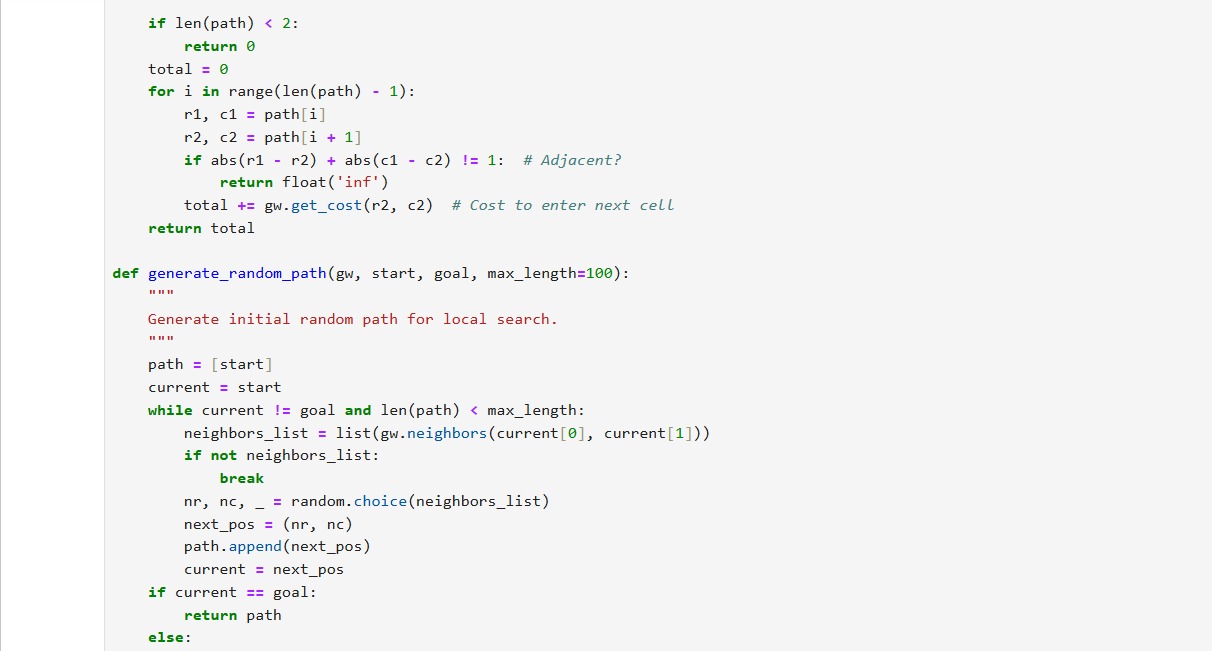 if len(path) < 2:
        return 0
    total = 0
    for i in range(len(path) - 1):
        r1, c1 = path[i]
        r2, c2 = path[i + 1]
        if abs(r1 - r2) + abs(c1 - c2) != 1:  # Adjacent?
            return float('inf')
        total += gw.get_cost(r2, c2)  # Cost to enter next cell
    return total

def generate_random_path(gw, start, goal, max_length=100):
    """
    Generate initial random path for local search.
    """
    path = [start]
    current = start
    while current != goal and len(path) < max_length:
        neighbors_list = list(gw.neighbors(current[0], current[1]))
        if not neighbors_list:
            break
        nr, nc, _ = random.choice(neighbors_list)
        next_pos = (nr, nc)
        path.append(next_pos)
        current = next_pos
    if current == goal:
        return path
    else: